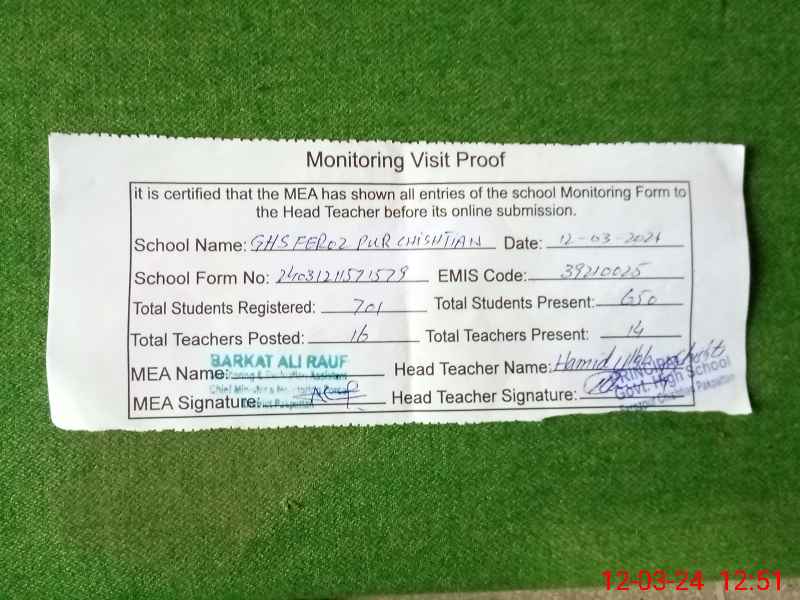 Monitoring Visit Proof
it is certified that the MEA has shown all entries of the school Monitoring Form to
the Head Teacher before its online submission.
School Name: GHS FEROZ PUR CHISHTIAN Date: 12-03-2024
School Form No: 24031211571579 EMIS Code: 39210025
Total Students Registered: 701 Total Students Present: 650
Total Teachers Posted: 16 Total Teachers Present: 14
BARKAT ALI RAUF
MEA Name: Head Teacher Name: Hamid
PRINCIPAL
Govt. High School
MEA Signature: Head Teacher Signature:
12-03-24 12:51